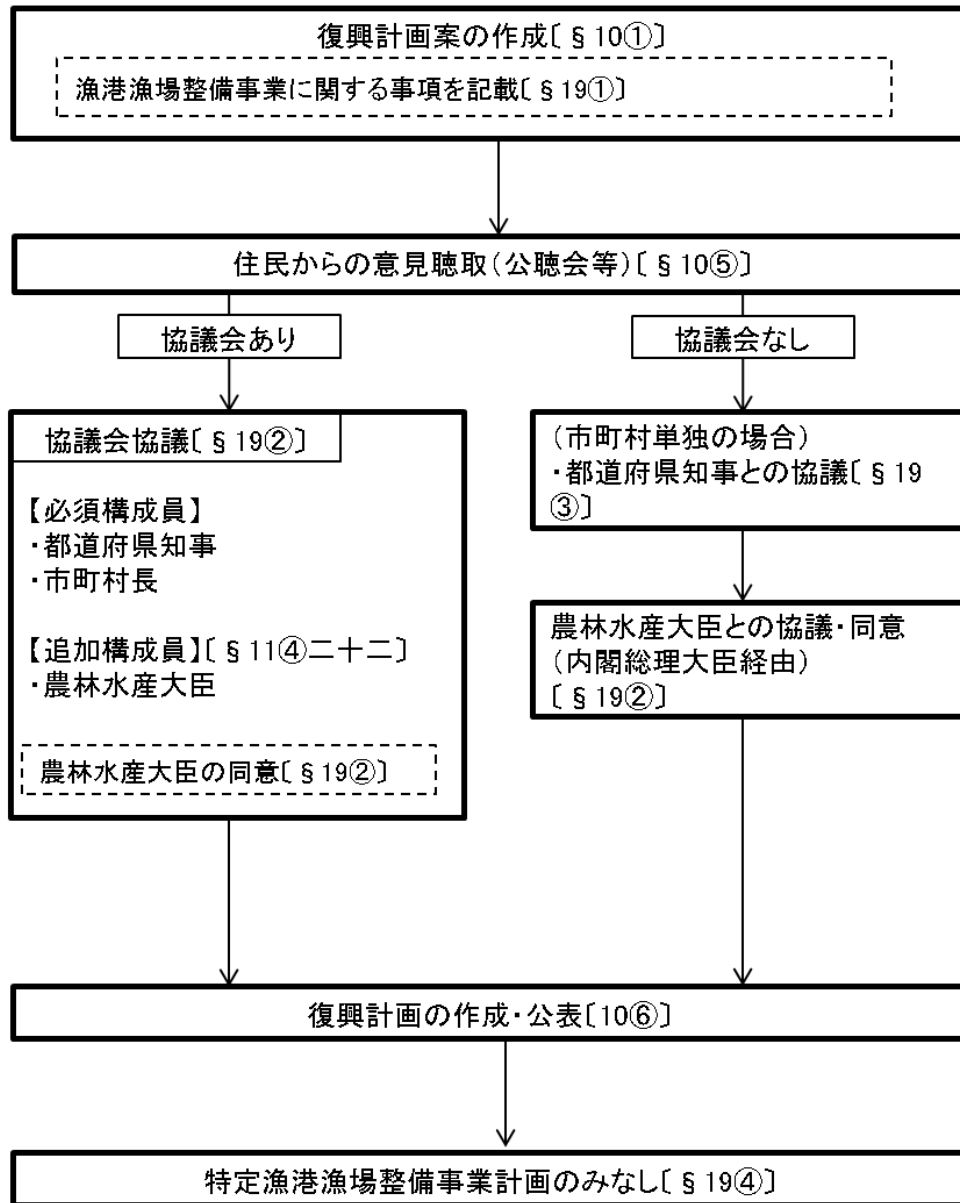 復興計画案の作成〔§10①〕
漁港漁場整備事業に関する事項を記載〔§19①〕
住民からの意見聴取(公聴会等)〔§10⑤〕
協議会あり
協議会協議〔§19②〕
【必須構成員】
・都道府県知事
・市町村長
【追加構成員】〔§11④二十二〕
・農林水産大臣
農林水産大臣の同意〔§19②〕
協議会なし
(市町村単独の場合)
・都道府県知事との協議〔§19
③〕
農林水産大臣との協議・同意
(内閣総理大臣経由)
〔§19②〕
復興計画の作成・公表〔10⑥〕
特定漁港漁場整備事業計画のみなし〔§19④〕